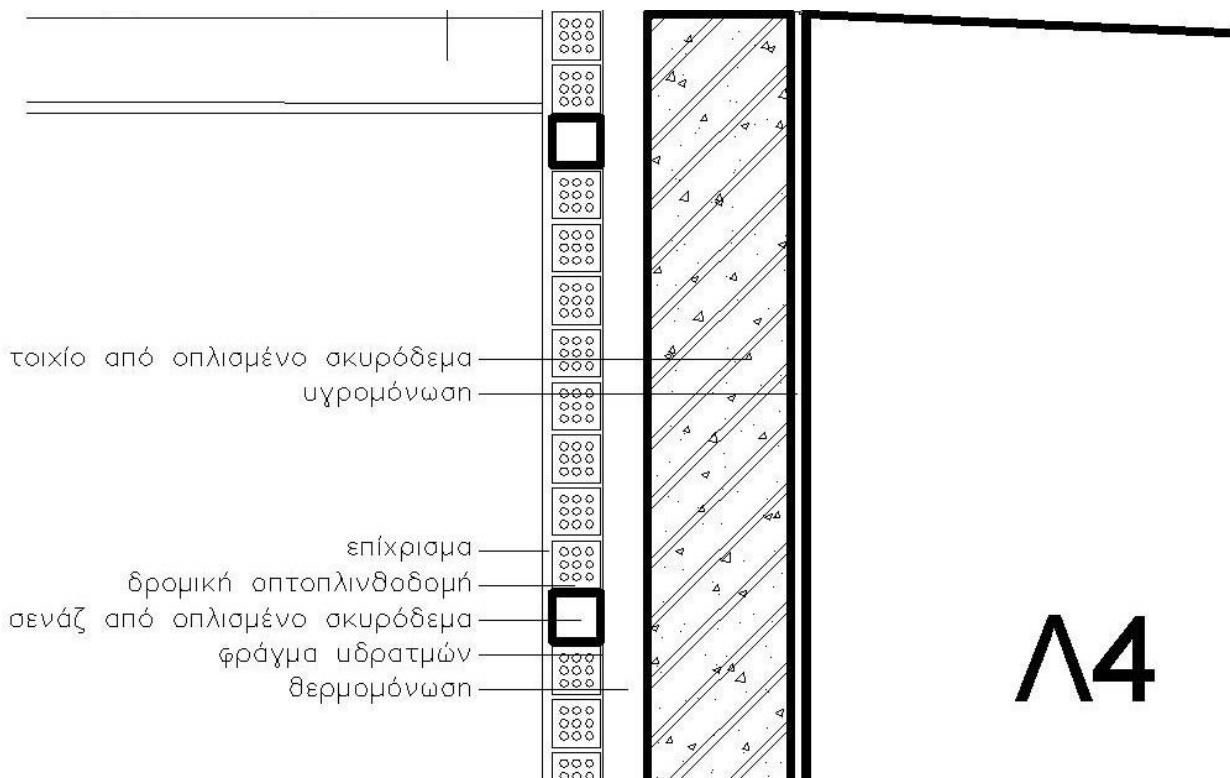 τοιχίο από οπλισμένο σκυρόδεμα
υγρομόνωση
επίχρισμα
δρομική οπτοπλινθοδομή
σενάζ από οπλισμένο σκυρόδεμα
φράγμα υδρατμών
θερμομόνωση
Λ4